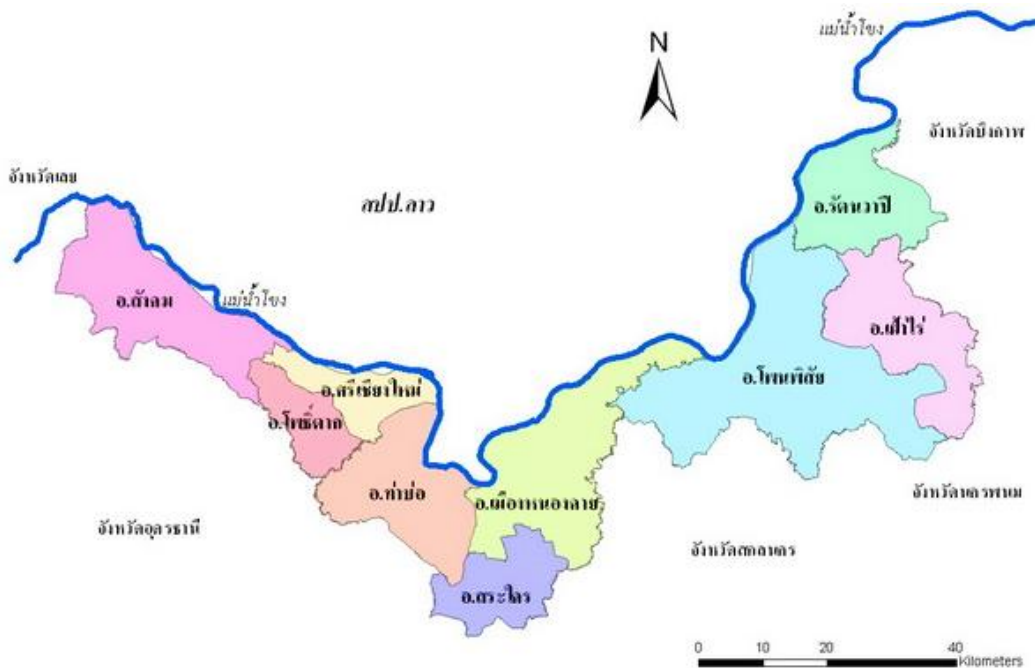 แม่น้ำโขง
N
จังหวัดบึงกาฬ
จังหวัดเลย
สปป.ลาว
อ.รัตนวาปี
อ.สังคม
แม่น้ำโขง
อ.เฝ้าไร่
อ.โพนพิสัย
อ.ศรีเชียงใหม่
อ.โพธิ์ตาก
อ.ท่าบ่อ
อ.เมืองหนองคาย
จังหวัดนครพนม
จังหวัดอุดรธานี
จังหวัดสกลนคร
อ.สระใคร
0 10 20 40
Kilometers